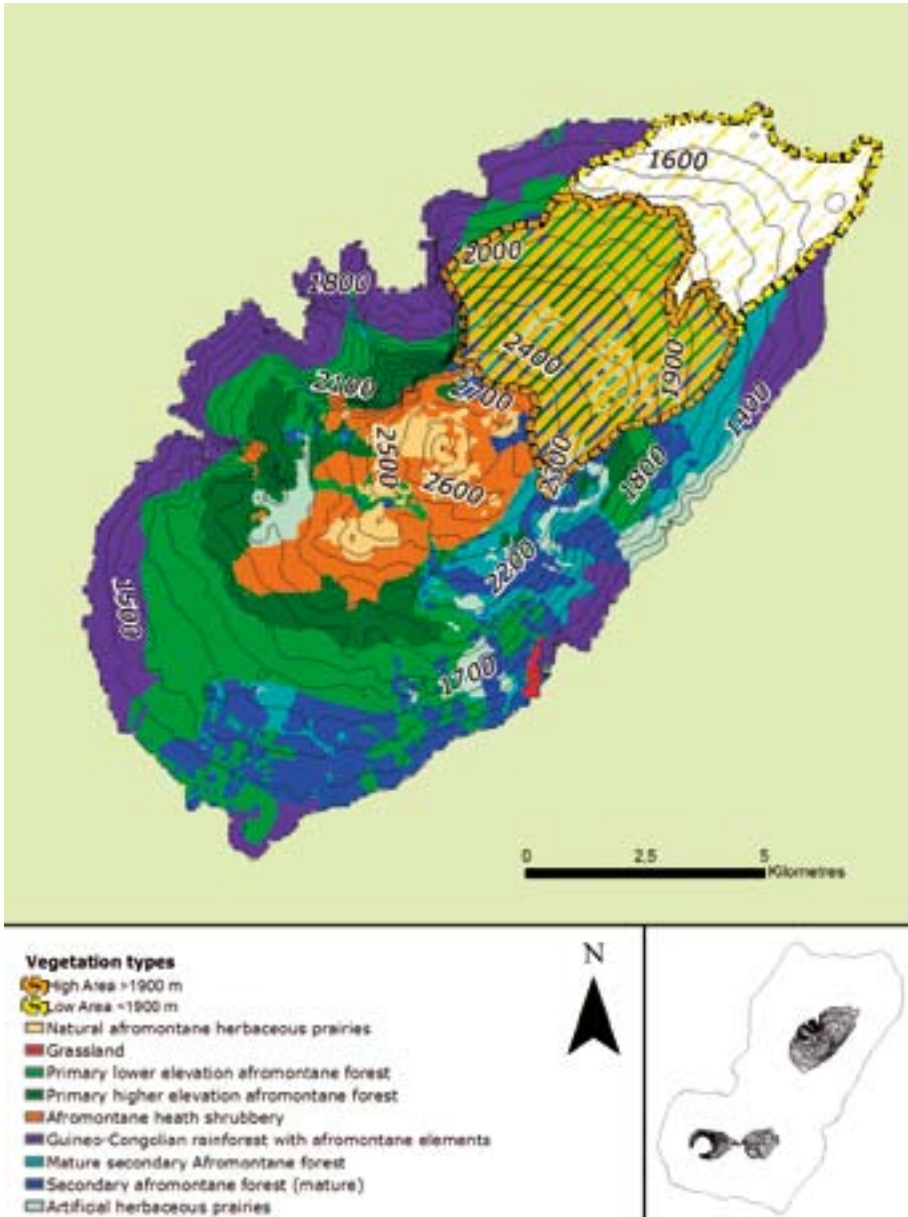 1600
2000
1800
2400
2100
2700
1900
1400
2500
2300
1800
2600
2200
1500
1700
0 2,5 5
Kilometres
Vegetation types
High Area >1900 m
Low Area <1900 m
Natural afromontane herbaceous prairies
Grassland
Primary lower elevation afromontane forest
Primary higher elevation afromontane forest
Afromontane heath shrubbery
Guineo-Congolian rainforest with afromontane elements
Mature secondary Afromontane forest
Secondary afromontane forest (mature)
Artificial herbaceous prairies
N